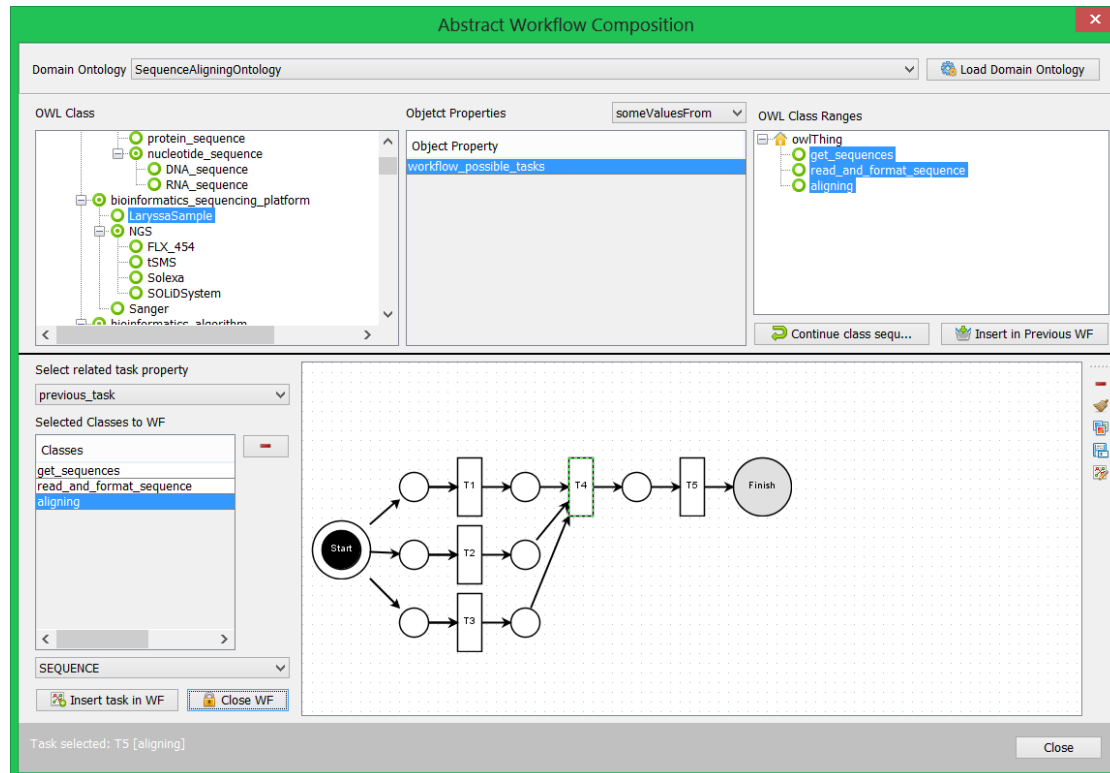 Abstract Workflow Composition
Domain Ontology SequenceAligningOntology
Load Domain Ontology
OWL Class
protein_sequence
nucleotide_sequence
DNA_sequence
RNA_sequence
bioinformatics_sequencing_platform
LaryssaSample
NGS
FLX_454
tSMS
Solexa
SOLiDSystem
Sanger
bioinformatics_algorithm
Objetct Properties
someValuesFrom
Object Property
workflow_possible_tasks
OWL Class Ranges
owlThing
get_sequences
read_and_format_sequence
aligning
Continue class sequ...
Insert in Previous WF
Select related task property
previous_task
Selected Classes to WF
Classes
get_sequences
read_and_format_sequence
aligning
SEQUENCE
Insert task in WF
Close WF
T1
T4
T5
Finish
Start
T2
T3
Task selected: T5 [aligning]
Close